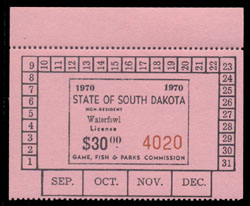 10 11 12 13 14 15 16 17 18 19 20 21 22
9 23
8 1970 1970 24
7 STATE OF SOUTH DAKOTA 25
6 NON-RESIDENT 26
5 Waterfowl 27
4 License 28
3 $30.00 4020 29
2 GAME, FISH & PARKS COMMISSION 30
1 31
SEP. OCT. NOV. DEC.